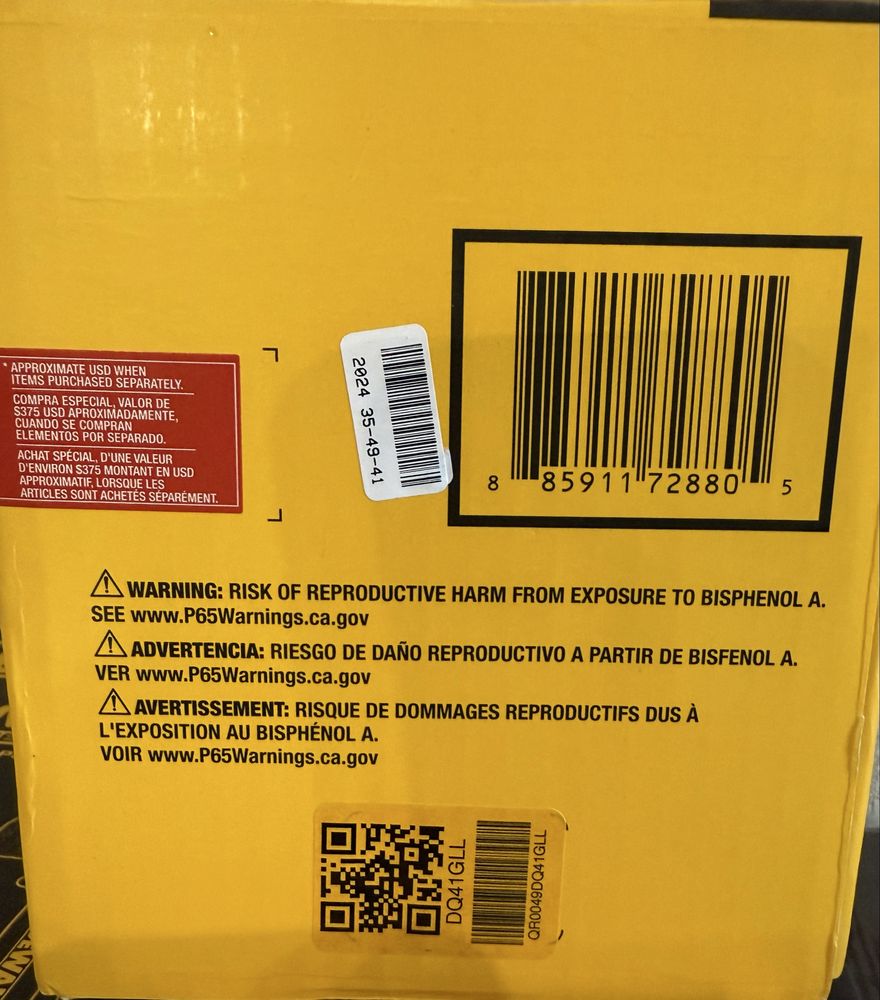 * APPROXIMATE USD WHEN
ITEMS PURCHASED SEPARATELY.
COMPRA ESPECIAL, VALOR DE
$375 USD APROXIMADAMENTE,
CUANDO SE COMPRAN
ELEMENTOS POR SEPARADO.
ACHAT SPÉCIAL, D'UNE VALEUR
D'ENVIRON $375 MONTANT EN USD
APPROXIMATIF, LORSQUE LES
ARTICLES SONT ACHETÉS SÉPARÉMENT.
2024 35-49-41
8 85911 72880 5
WARNING: RISK OF REPRODUCTIVE HARM FROM EXPOSURE TO BISPHENOL A.
SEE www.P65Warnings.ca.gov
ADVERTENCIA: RIESGO DE DAÑO REPRODUCTIVO A PARTIR DE BISFENOL A.
VER www.P65Warnings.ca.gov
AVERTISSEMENT: RISQUE DE DOMMAGES REPRODUCTIFS DUS À
L'EXPOSITION AU BISPHÉNOL A.
VOIR www.P65Warnings.ca.gov
DQ41GLL
QR0049DQ41GLL